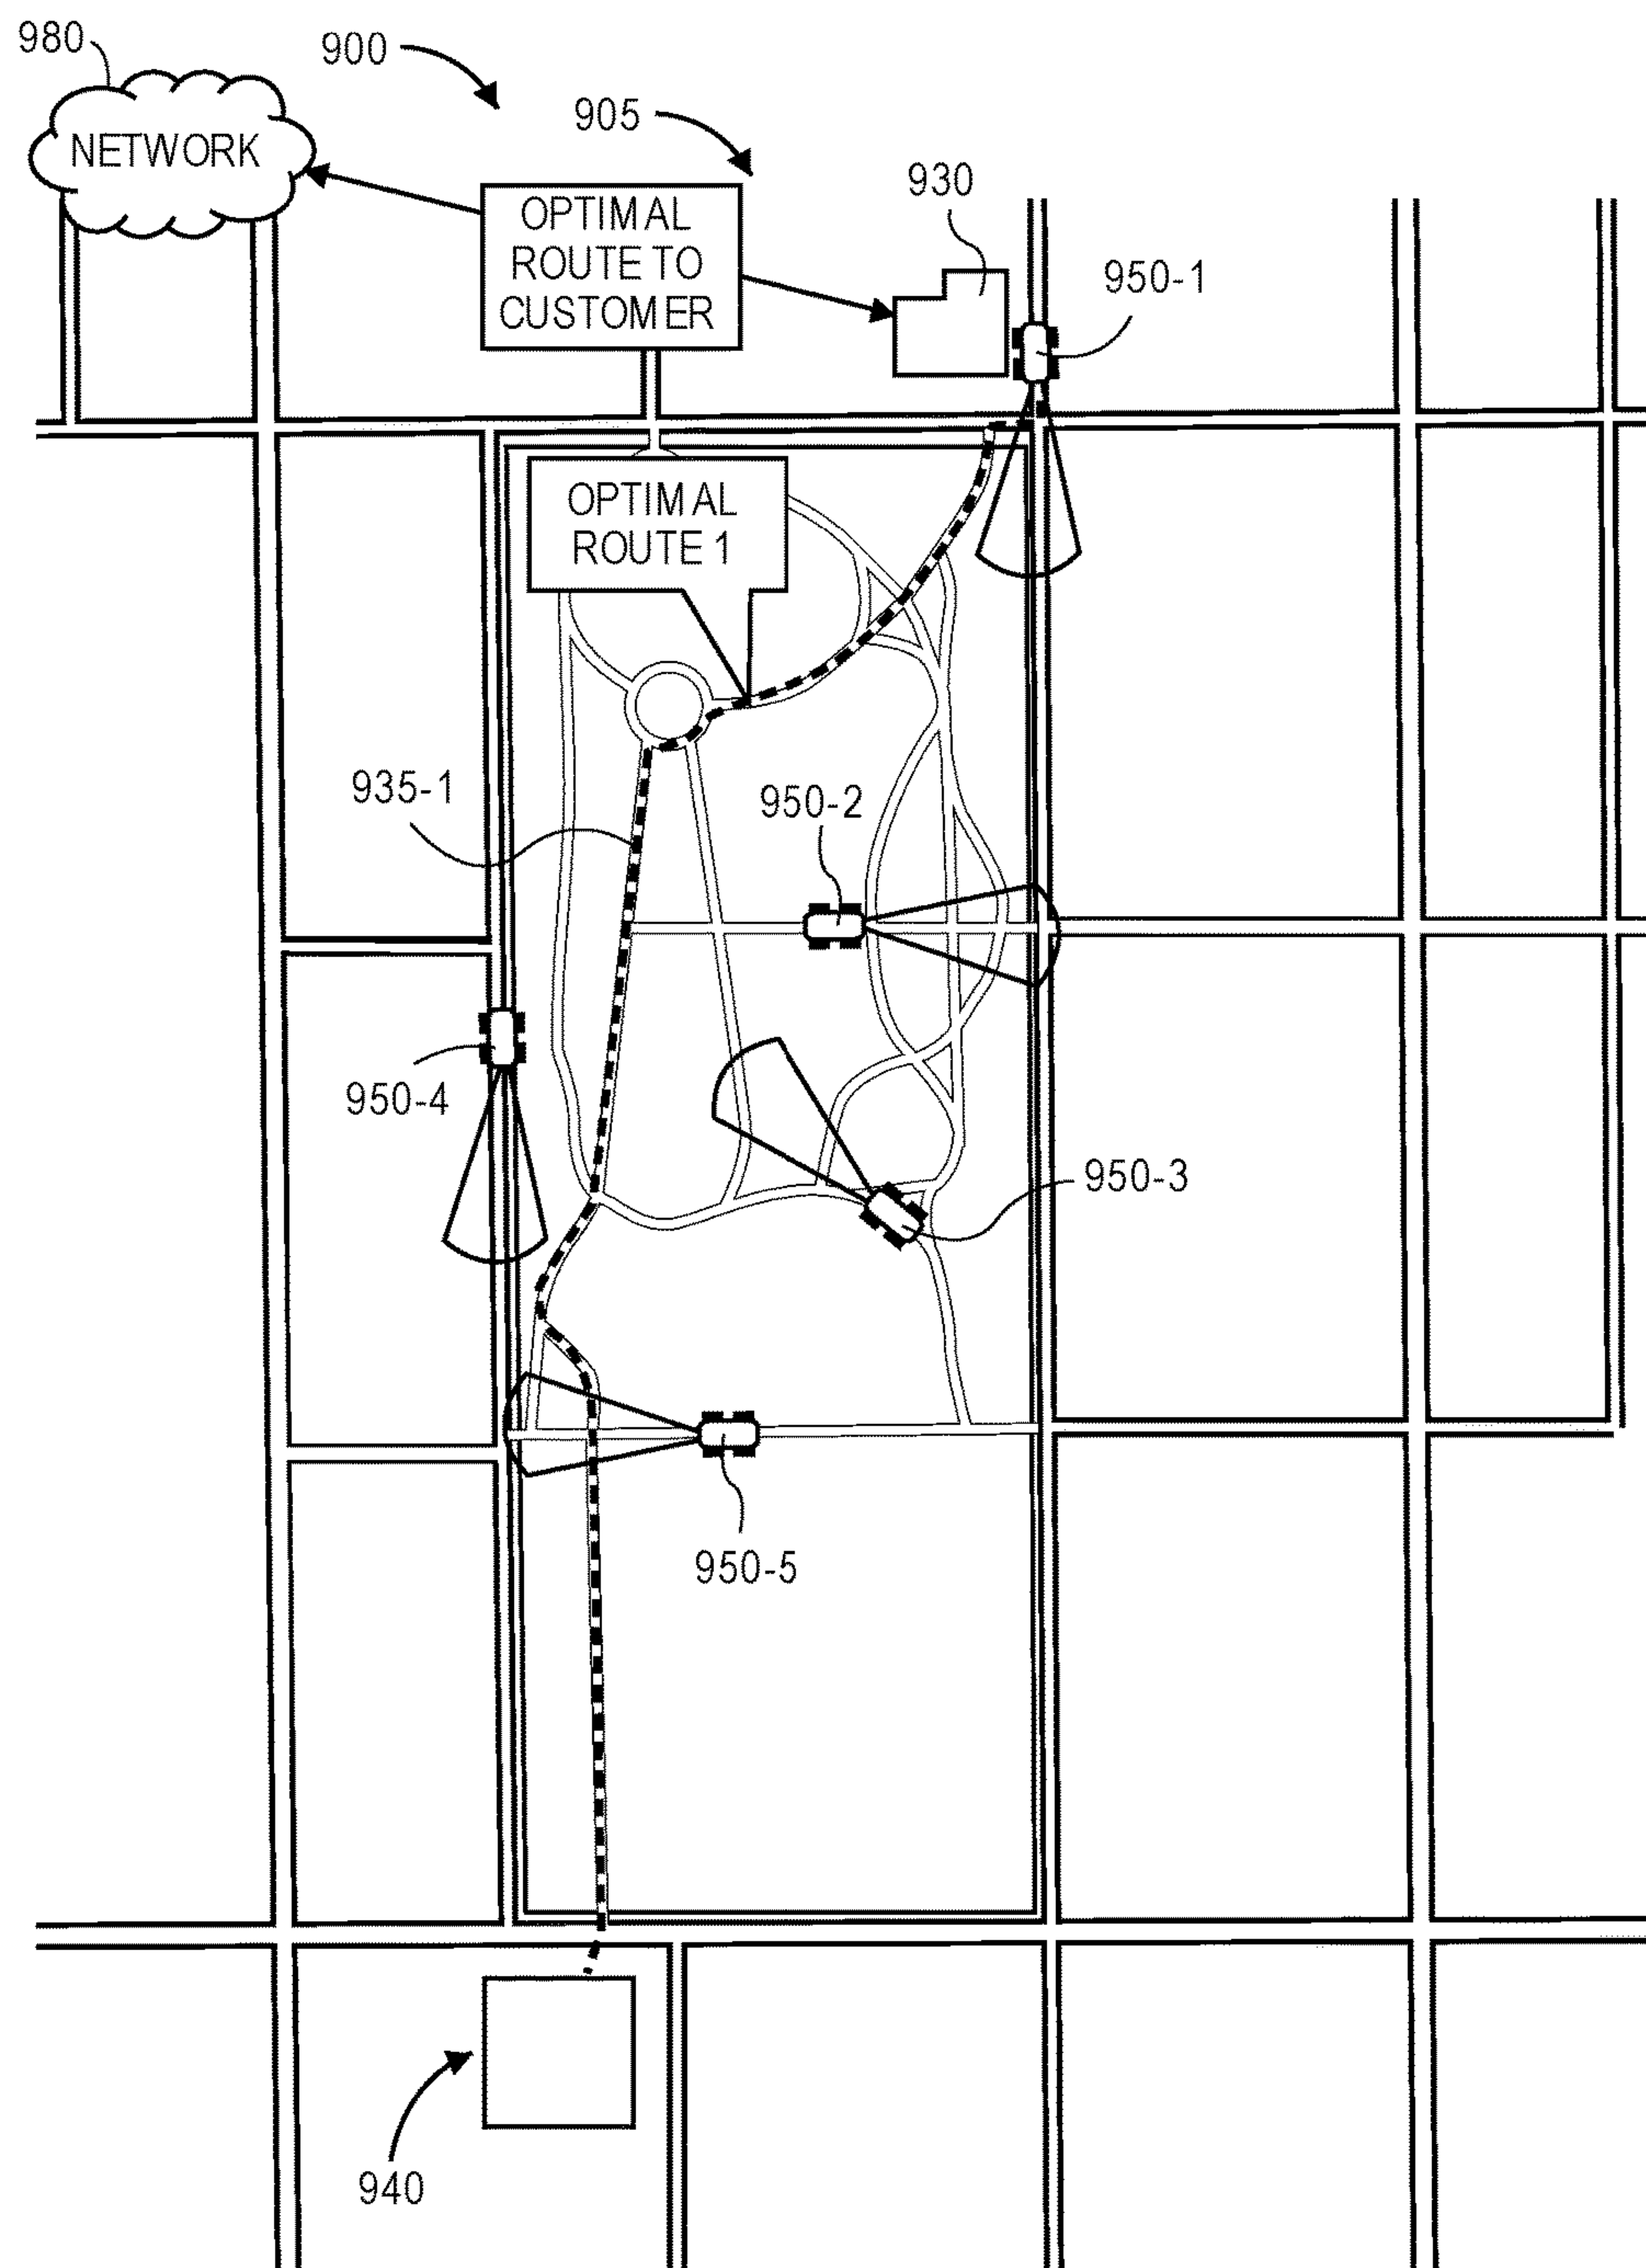 980
900
905
NETWORK
930
OPTIMAL
ROUTE TO
CUSTOMER
950-1
OPTIMAL
ROUTE 1
935-1
950-2
950-4
950-3
950-5
940